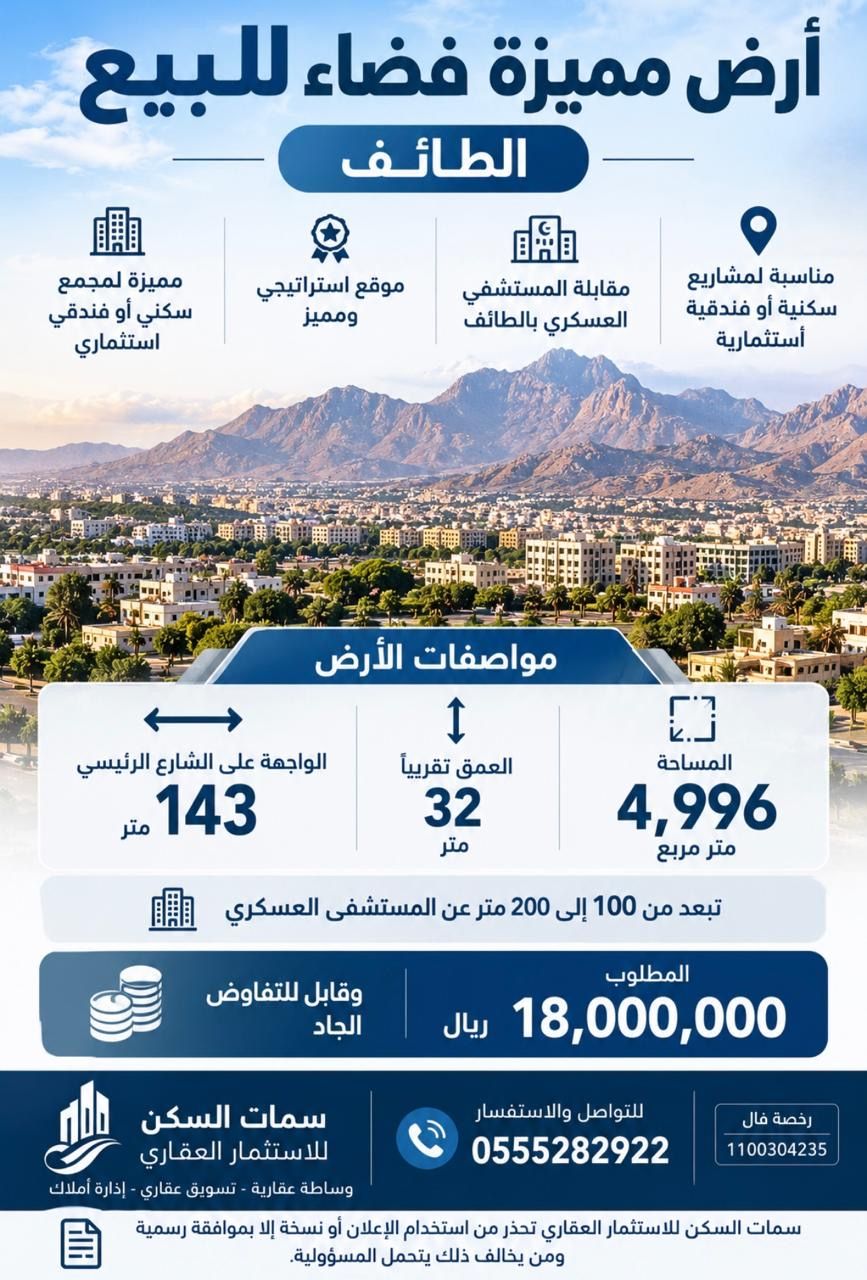 أرض مميزة فضاء للبيع
الطائف
مناسبة لمشاريع
سكنية أو فندقية
أستثمارية
مقابلة المستشفي
العسكري بالطائف
موقع استراتيجي
ومميز
مميزة لمجمع
سكني أو فندقي
استثماري
مواصفات الأرض
المساحة
4,996
متر مربع
العمق تقريباً
32
متر
الواجهة على الشارع الرئيسي
143 متر
تبعد من 100 إلى 200 متر عن المستشفى العسكري
المطلوب
18,000,000 ريال
وقابل للتفاوض
الجاد
رخصة فال
1100304235
للتواصل والاستفسار
0555282922
سمات السكن
للاستثمار العقاري
وساطة عقارية - تسويق عقاري - إذارة أملاك
سمات السكن للاستثمار العقاري تحذر من استخدام الإعلان أو نسخة إلا بموافقة رسمية
ومن يخالف ذلك يتحمل المسؤولية.